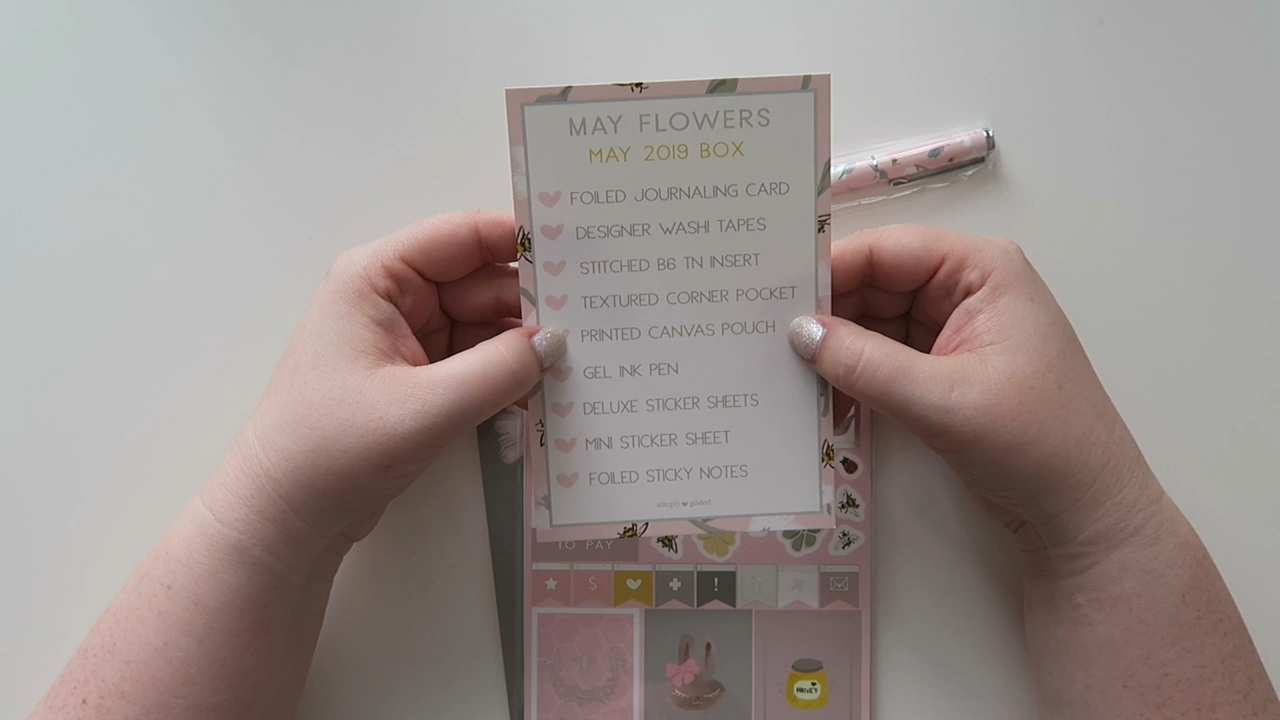 MAY FLOWERS
MAY 2019 BOX
FOILED JOURNALING CARD
DESIGNER WASHI TAPES
STITCHED B6 TN INSERT
TEXTURED CORNER POCKET
PRINTED CANVAS POUCH
GEL INK PEN
DELUXE STICKER SHEETS
MINI STICKER SHEET
FOILED STICKY NOTES
simply gilded
TO PAY
$ !
HONEY